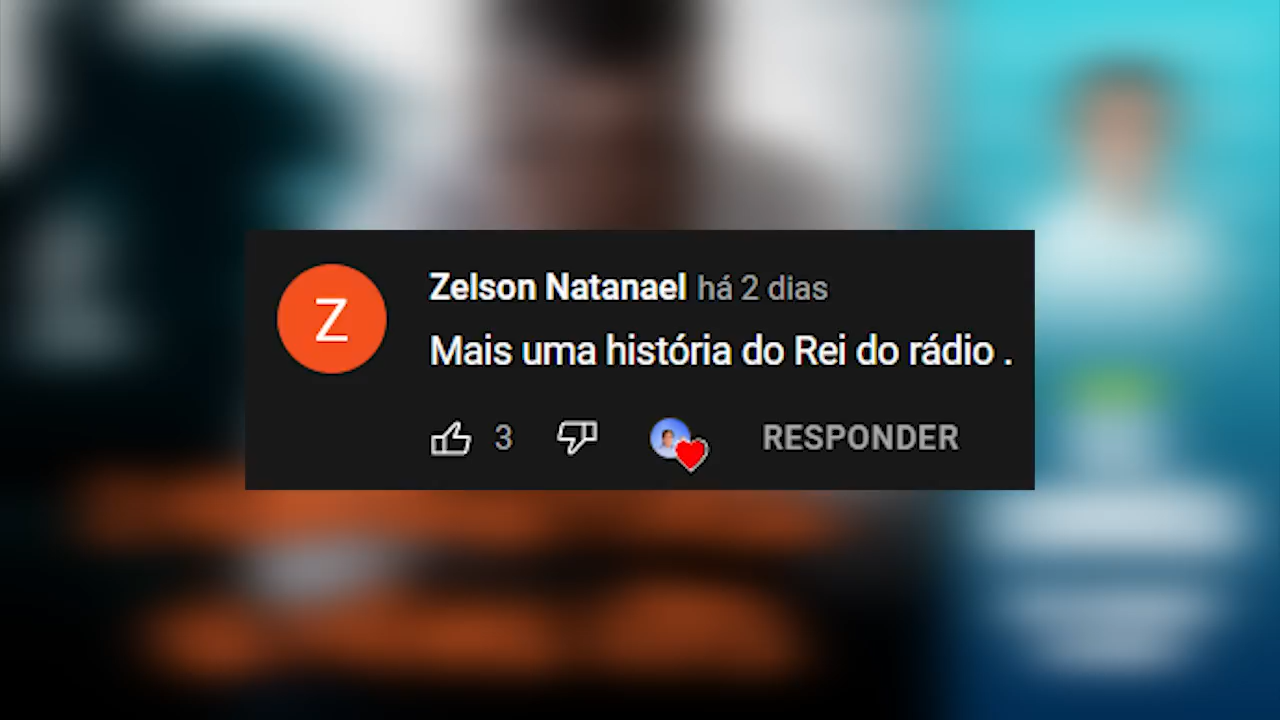 Z
Zelson Natanael há 2 dias
Mais uma história do Rei do rádio .
3 RESPONDER